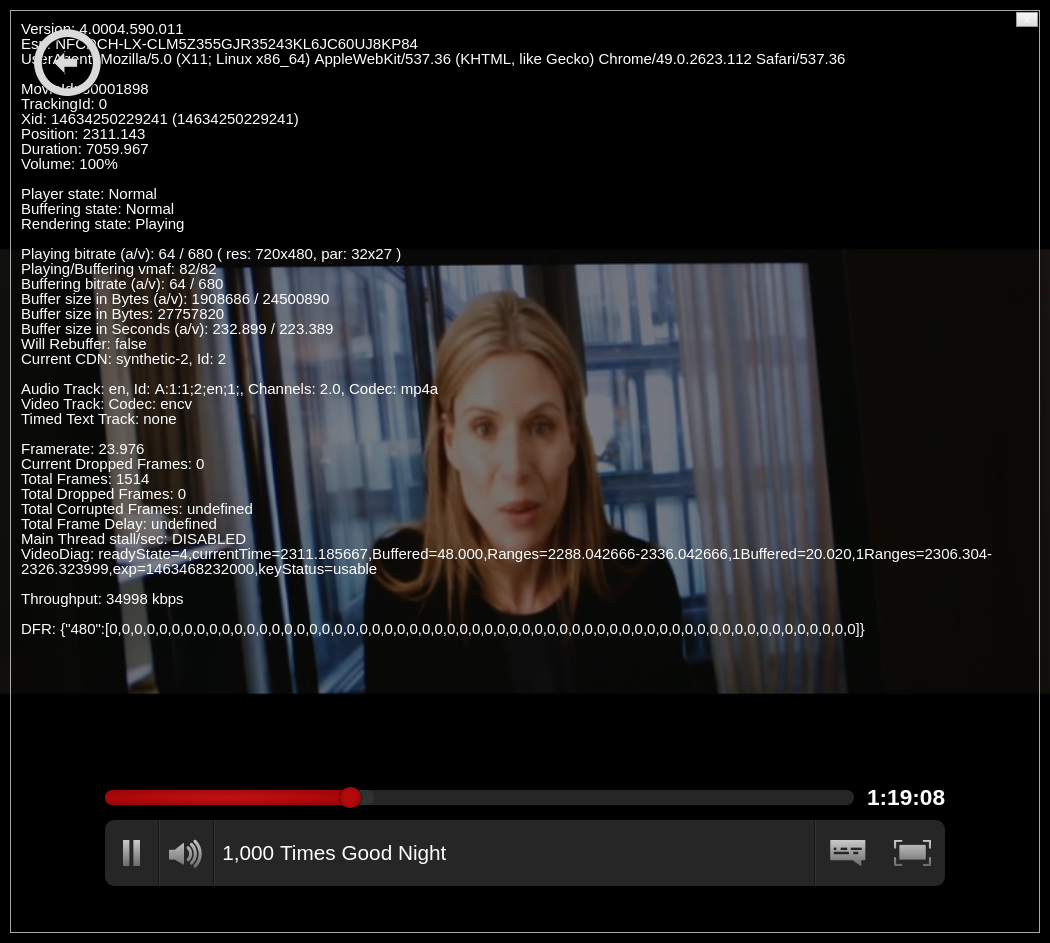 Version: 4.0004.590.011
Esn: NFCDCH-LX-CLM5Z355GJR35243KL6JC60UJ8KP84
UserAgent: Mozilla/5.0 (X11; Linux x86_64) AppleWebKit/537.36 (KHTML, like Gecko) Chrome/49.0.2623.112 Safari/537.36
MovieId: 80001898
TrackingId: 0
Xid: 14634250229241 (14634250229241)
Position: 2311.143
Duration: 7059.967
Volume: 100%
Player state: Normal
Buffering state: Normal
Rendering state: Playing
Playing bitrate (a/v): 64 / 680 ( res: 720x480, par: 32x27 )
Playing/Buffering vmaf: 82/82
Buffering bitrate (a/v): 64 / 680
Buffer size in Bytes (a/v): 1908686 / 24500890
Buffer size in Bytes: 27757820
Buffer size in Seconds (a/v): 232.899 / 223.389
Will Rebuffer: false
Current CDN: synthetic-2, Id: 2
Audio Track: en, Id: A:1:1;2;en;1;, Channels: 2.0, Codec: mp4a
Video Track: Codec: encv
Timed Text Track: none
Framerate: 23.976
Current Dropped Frames: 0
Total Frames: 1514
Total Dropped Frames: 0
Total Corrupted Frames: undefined
Total Frame Delay: undefined
Main Thread stall/sec: DISABLED
VideoDiag: readyState=4,currentTime=2311.185667,Buffered=48.000,Ranges=2288.042666-2336.042666,1Buffered=20.020,1Ranges=2306.304-
2326.323999,exp=1463468232000,keyStatus=usable
Throughput: 34998 kbps
DFR: {"480":[0,0,0,0,0,0,0,0,0,0,0,0,0,0,0,0,0,0,0,0,0,0,0,0,0,0,0,0,0,0,0,0,0,0,0,0,0,0,0,0,0,0,0,0,0,0,0,0,0,0,0,0,0,0,0,0,0,0,0,0]}
1:19:08
1,000 Times Good Night